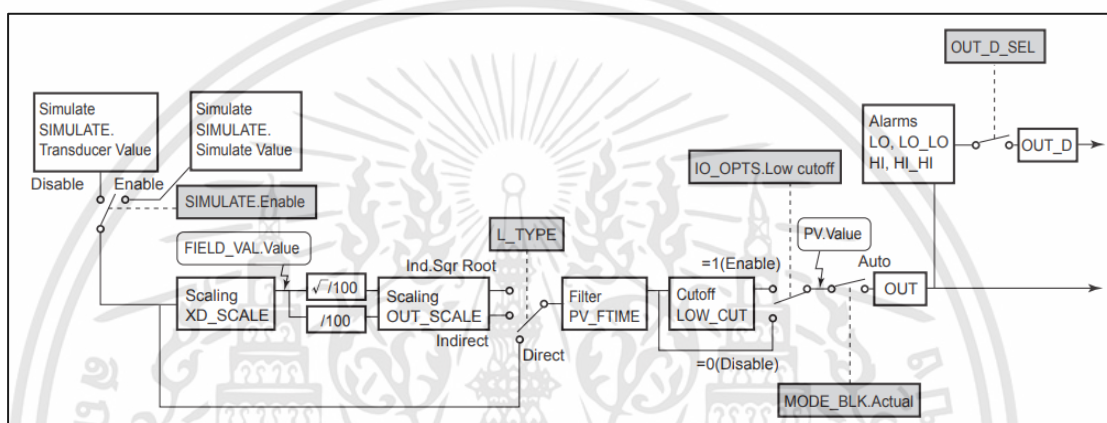 OUT_D_SEL
Simulate
SIMULATE.
Transducer Value
Simulate
SIMULATE.
Simulate Value
Alarms
LO, LO_LO
HI, HI_HI
OUT_D
Disable
Enable
IO_OPTS.Low cutoff
SIMULATE.Enable
L_TYPE
PV.Value
FIELD_VAL.Value
Auto
Ind.Sqr Root
=1(Enable)
Scaling
XD_SCALE
√/100
/100
Scaling
OUT_SCALE
Filter
PV_FTIME
Cutoff
LOW_CUT
OUT
Indirect
Direct
=0(Disable)
MODE_BLK.Actual